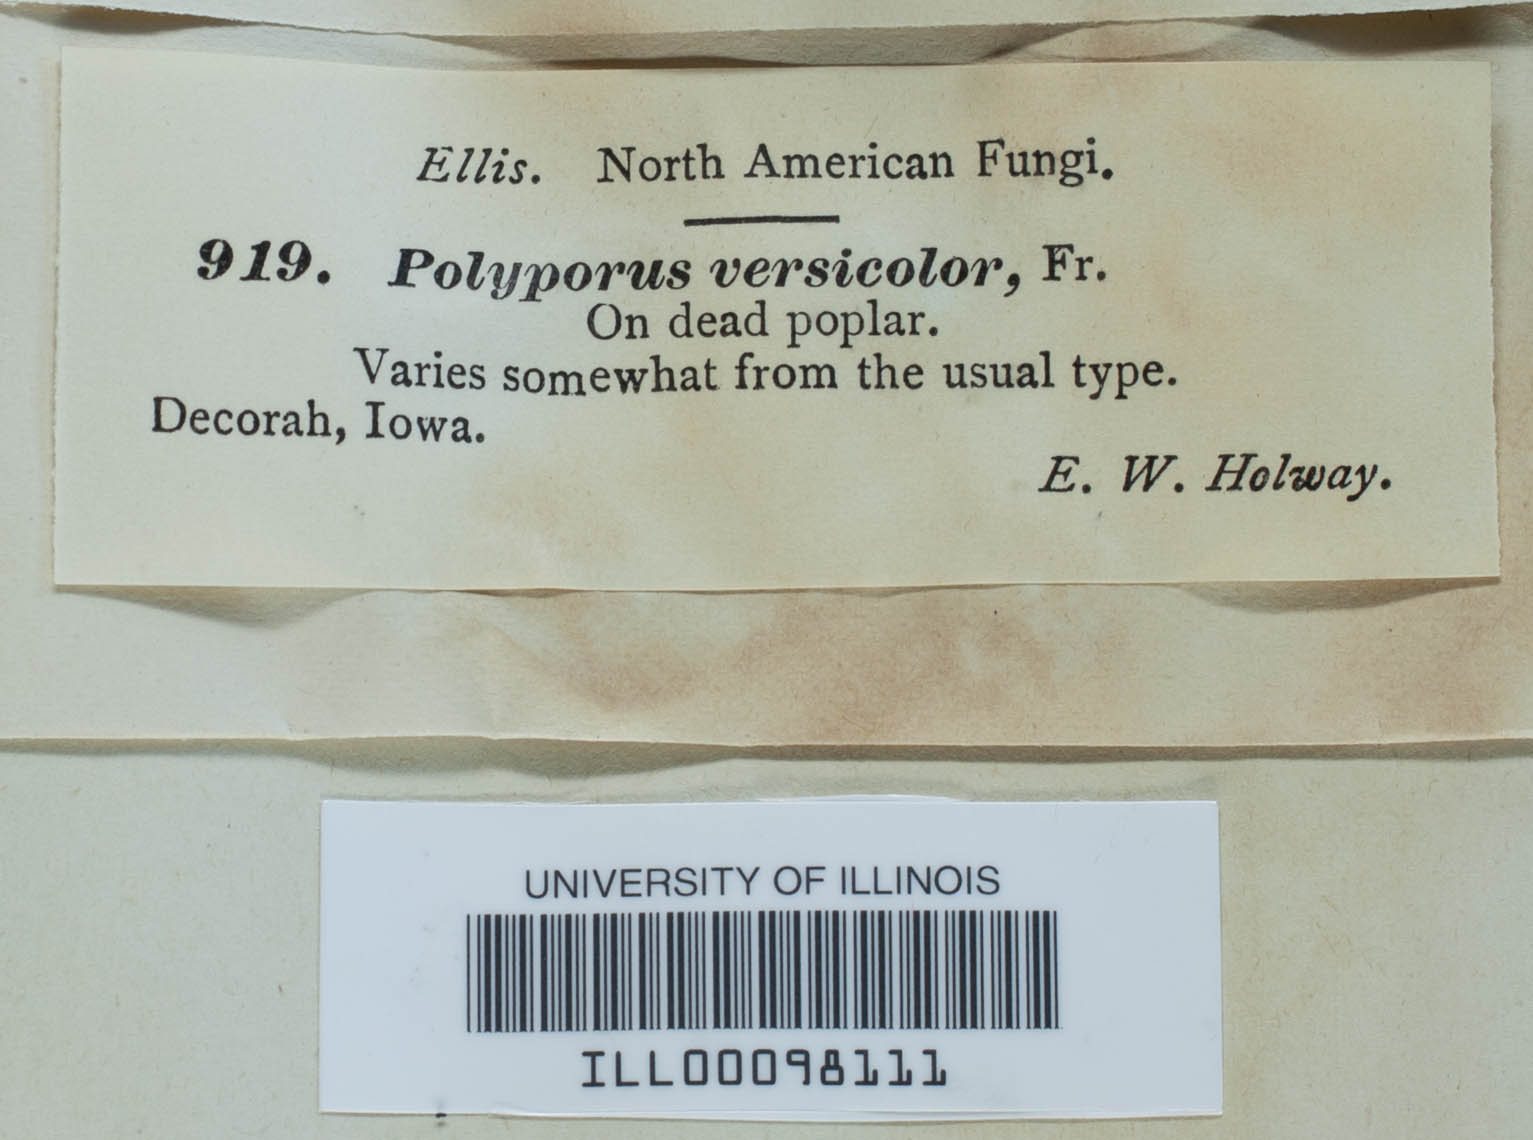 Ellis. North American Fungi.
919. Polyporus versicolor, Fr.
On dead poplar.
Varies somewhat from the usual type.
Decorah, Iowa.
E. W. Holway.
UNIVERSITY OF ILLINOIS
ILL00098111